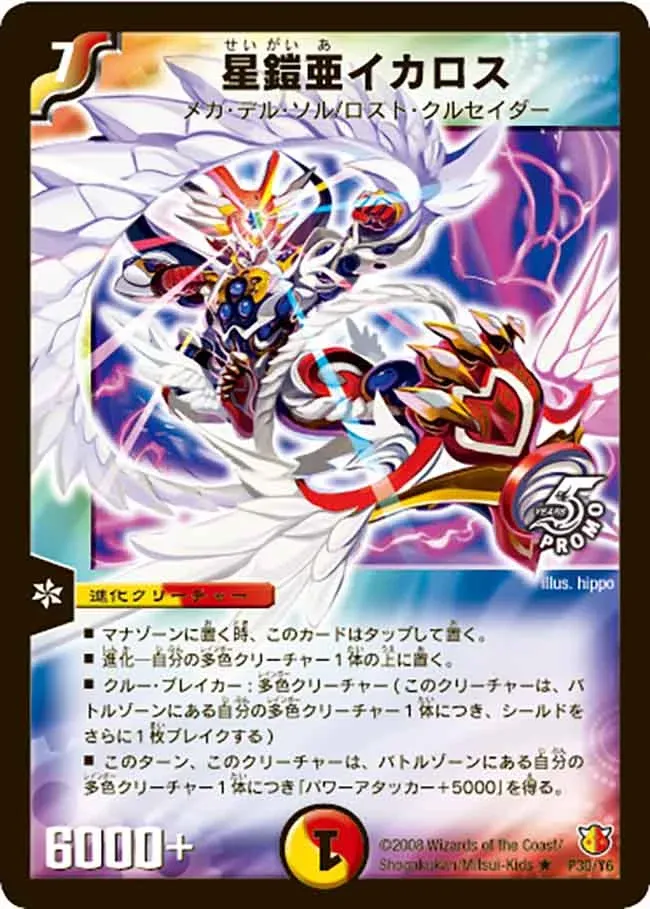 7
せいがいあ
星鎧亜イカロス
メカ・デル・ソル/ロスト・クルセイダー
5
YEARS
PROMO
illus. hippo
進化クリーチャー
■ マナゾーンに置く時、このカードはタップして置く。
■ 進化―自分の多色クリーチャー1体の上に置く。
■ クルー・ブレイカー:多色クリーチャー(このクリーチャーは、バ
トルゾーンにある自分の多色クリーチャー1体につき、シールドを
さらに1枚ブレイクする)
■ このターン、このクリーチャーは、バトルゾーンにある自分の
多色クリーチャー1体につき「パワーアタッカー+5000」を得る。
6000+
1
©2008 Wizards of the Coast/
Shogakukan/Mitsui-Kids ★ P30/Y6